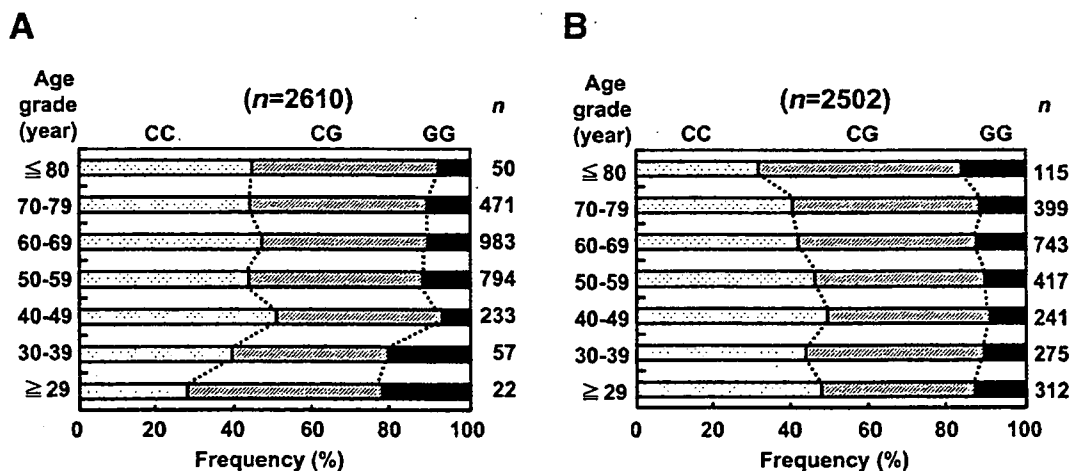 A
Age
grade
(year)
(n=2610)
n
CC
CG
GG
≦ 80
50
70-79
471
60-69
983
50-59
794
40-49
233
30-39
57
≧ 29
22
0 20 40 60 80 100
Frequency (%)
B
Age
grade
(year)
(n=2502)
n
CC
CG
GG
≦ 80
115
70-79
399
60-69
743
50-59
417
40-49
241
30-39
275
≧ 29
312
0 20 40 60 80 100
Frequency (%)